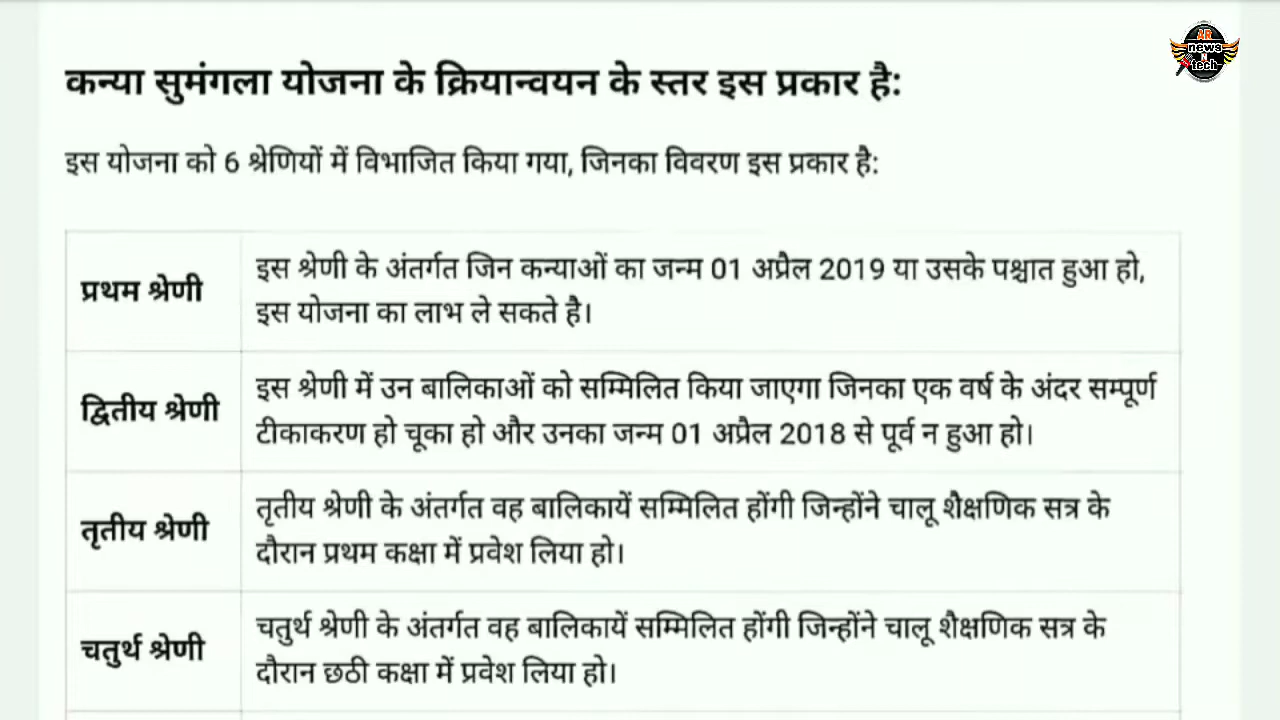 AR
news
N
tech
कन्या सुमंगला योजना के क्रियान्वयन के स्तर इस प्रकार है:
इस योजना को 6 श्रेणियों में विभाजित किया गया, जिनका विवरण इस प्रकार है:
प्रथम श्रेणी
इस श्रेणी के अंतर्गत जिन कन्याओं का जन्म 01 अप्रैल 2019 या उसके पश्चात हुआ हो,
इस योजना का लाभ ले सकते है।
द्वितीय श्रेणी
इस श्रेणी में उन बालिकाओं को सम्मिलित किया जाएगा जिनका एक वर्ष के अंदर सम्पूर्ण
टीकाकरण हो चूका हो और उनका जन्म 01 अप्रैल 2018 से पूर्व न हुआ हो।
तृतीय श्रेणी
तृतीय श्रेणी के अंतर्गत वह बालिकायें सम्मिलित होंगी जिन्होंने चालू शैक्षणिक सत्र के
दौरान प्रथम कक्षा में प्रवेश लिया हो।
चतुर्थ श्रेणी
चतुर्थ श्रेणी के अंतर्गत वह बालिकायें सम्मिलित होंगी जिन्होंने चालू शैक्षणिक सत्र के
दौरान छठी कक्षा में प्रवेश लिया हो।